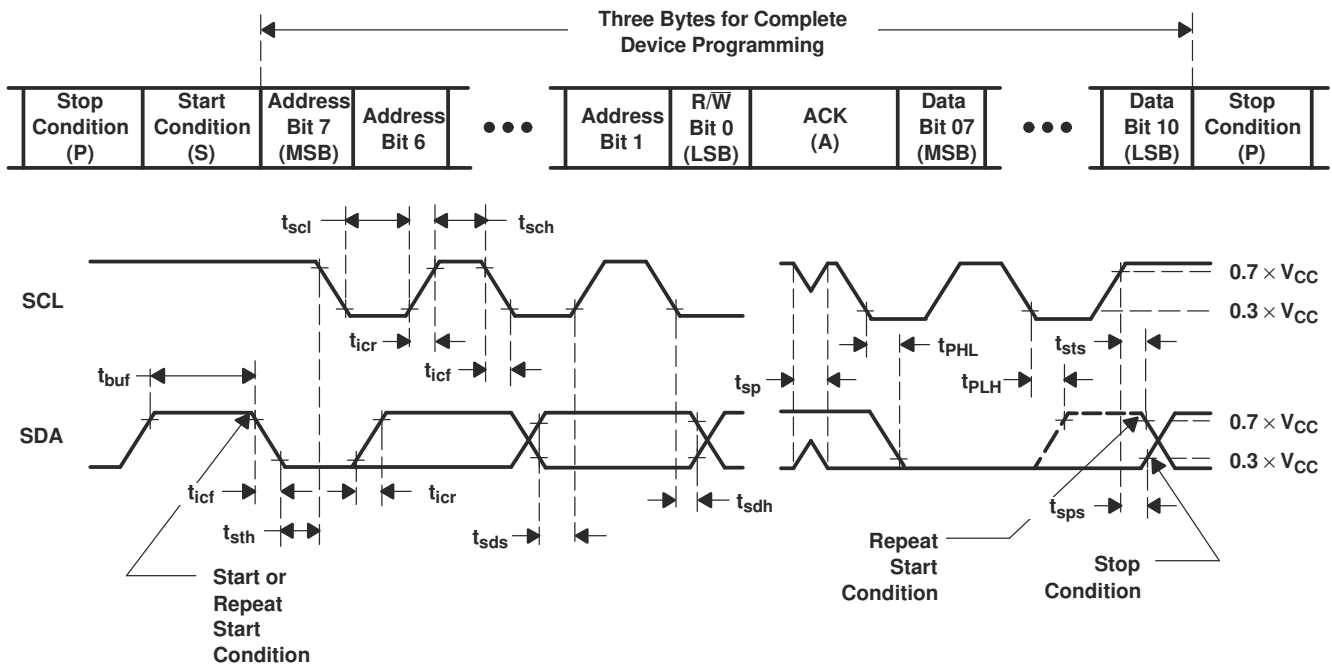 Three Bytes for Complete
Device Programming
Stop
Condition
(P)
Start
Condition
(S)
Address
Bit 7
(MSB)
Address
Bit 6
•••
Address
Bit 1
R/W̅
Bit 0
(LSB)
ACK
(A)
Data
Bit 07
(MSB)
•••
Data
Bit 10
(LSB)
Stop
Condition
(P)
tscl
tsch
0.7 × VCC
SCL
0.3 × VCC
ticr
tPHL
tsts
tbuf
ticf
tsp
tPLH
SDA
0.7 × VCC
0.3 × VCC
ticf
ticr
tsdh
tsth
tsds
tsps
Start or
Repeat
Start
Condition
Repeat
Start
Condition
Stop
Condition